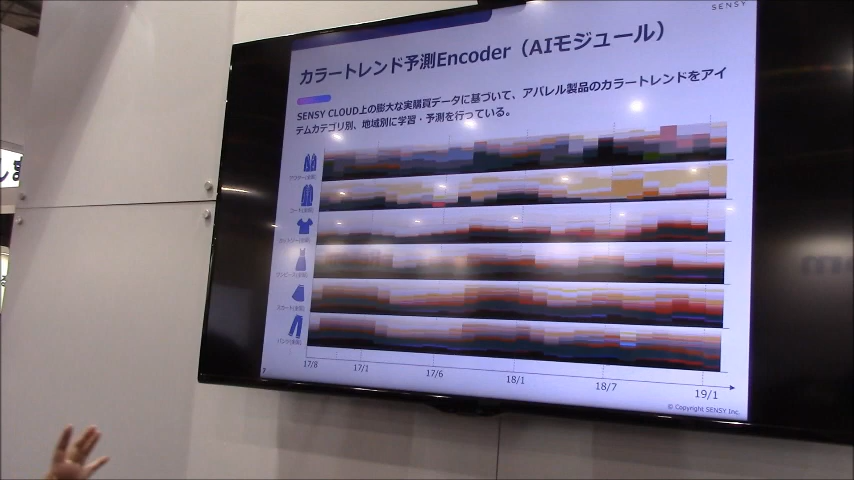 SENSY
カラートレンド予測Encoder(AIモジュール)
SENSY CLOUD上の膨大な実購買データに基づいて、アパレル製品のカラートレンドをアイ
テムカテゴリ別、地域別に学習・予測を行っている。
17/8
17/1
17/6
18/1
18/7
19/1
7
© Copyright SENSY Inc.